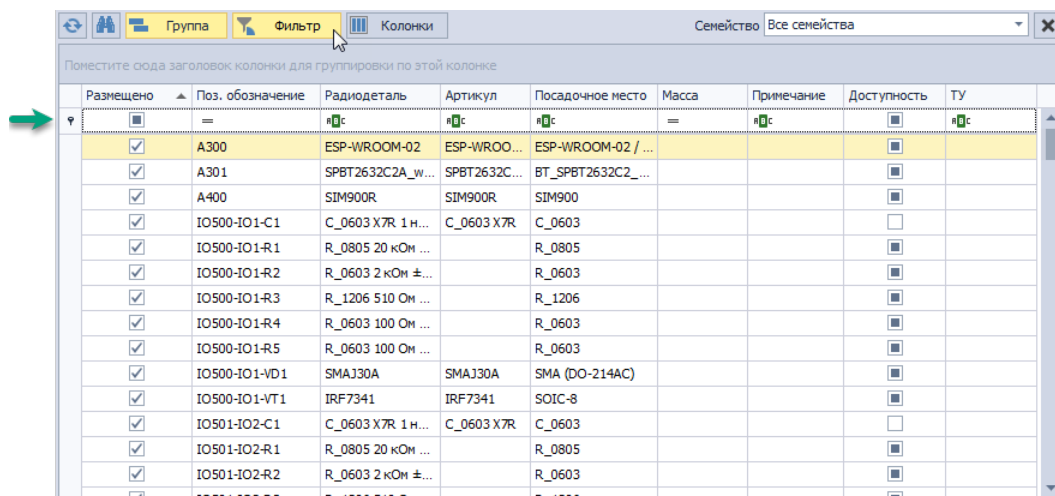 Группа Фильтр Колонки Семейство Все семейства
Поместите сюда заголовок колонки для группировки по этой колонке
Размещено Поз. обозначение Радиодеталь Артикул Посадочное место Масса Примечание Доступность ТУ
= ABC ABC ABC = ABC ABC
A300 ESP-WROOM-02 ESP-WROO... ESP-WROOM-02 / ...
A301 SPBT2632C2A_w... SPBT2632C... BT_SPBT2632C2_...
A400 SIM900R SIM900R SIM900
IO500-IO1-C1 C_0603 X7R 1 н... C_0603 X7R C_0603
IO500-IO1-R1 R_0805 20 кОм ... R_0805
IO500-IO1-R2 R_0603 2 кОм ±... R_0603
IO500-IO1-R3 R_1206 510 Ом ... R_1206
IO500-IO1-R4 R_0603 100 Ом ... R_0603
IO500-IO1-R5 R_0603 100 Ом ... R_0603
IO500-IO1-VD1 SMAJ30A SMAJ30A SMA (DO-214AC)
IO500-IO1-VT1 IRF7341 IRF7341 SOIC-8
IO501-IO2-C1 C_0603 X7R 1 н... C_0603 X7R C_0603
IO501-IO2-R1 R_0805 20 кОм ... R_0805
IO501-IO2-R2 R_0603 2 кОм ±... R_0603